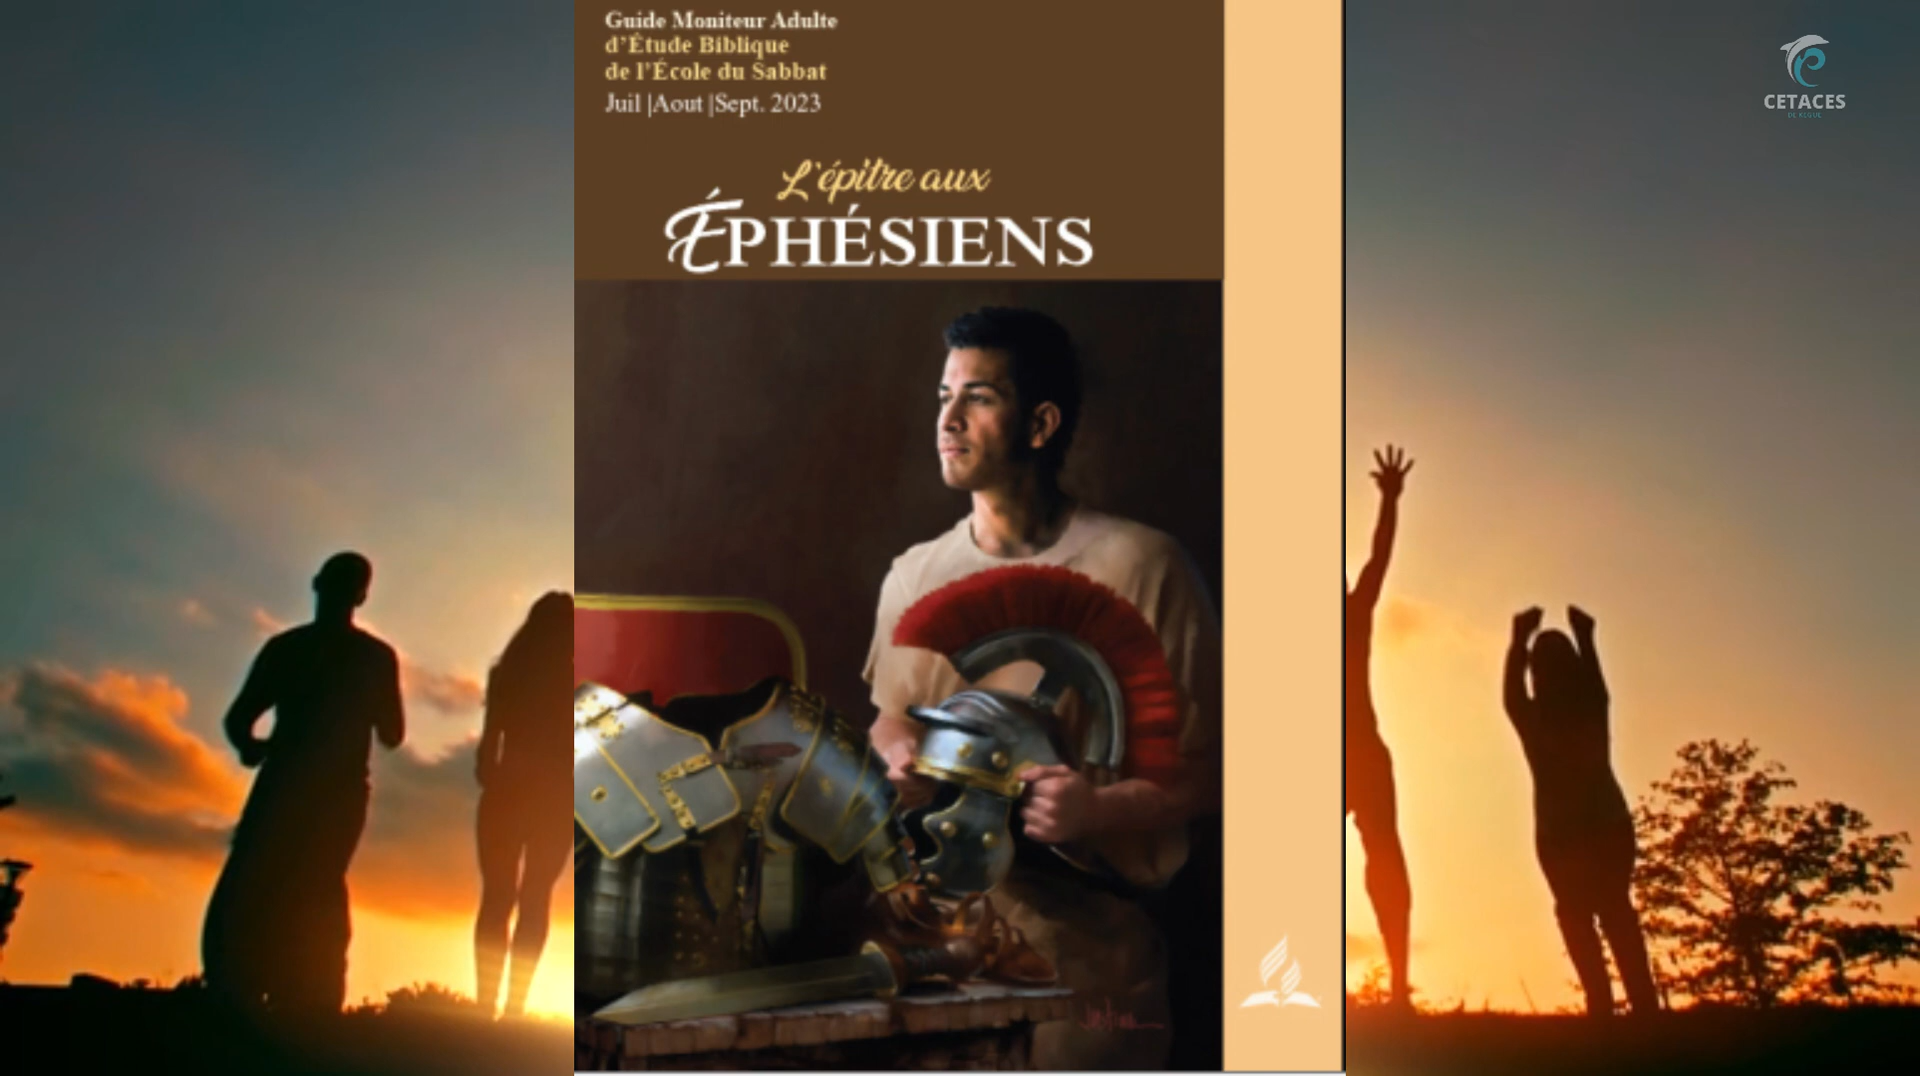 Guide Moniteur Adulte
d'Étude Biblique
de l'École du Sabbat
Juil |Aout |Sept. 2023
L'épitre aux
ÉPHÉSIENS
CETACES